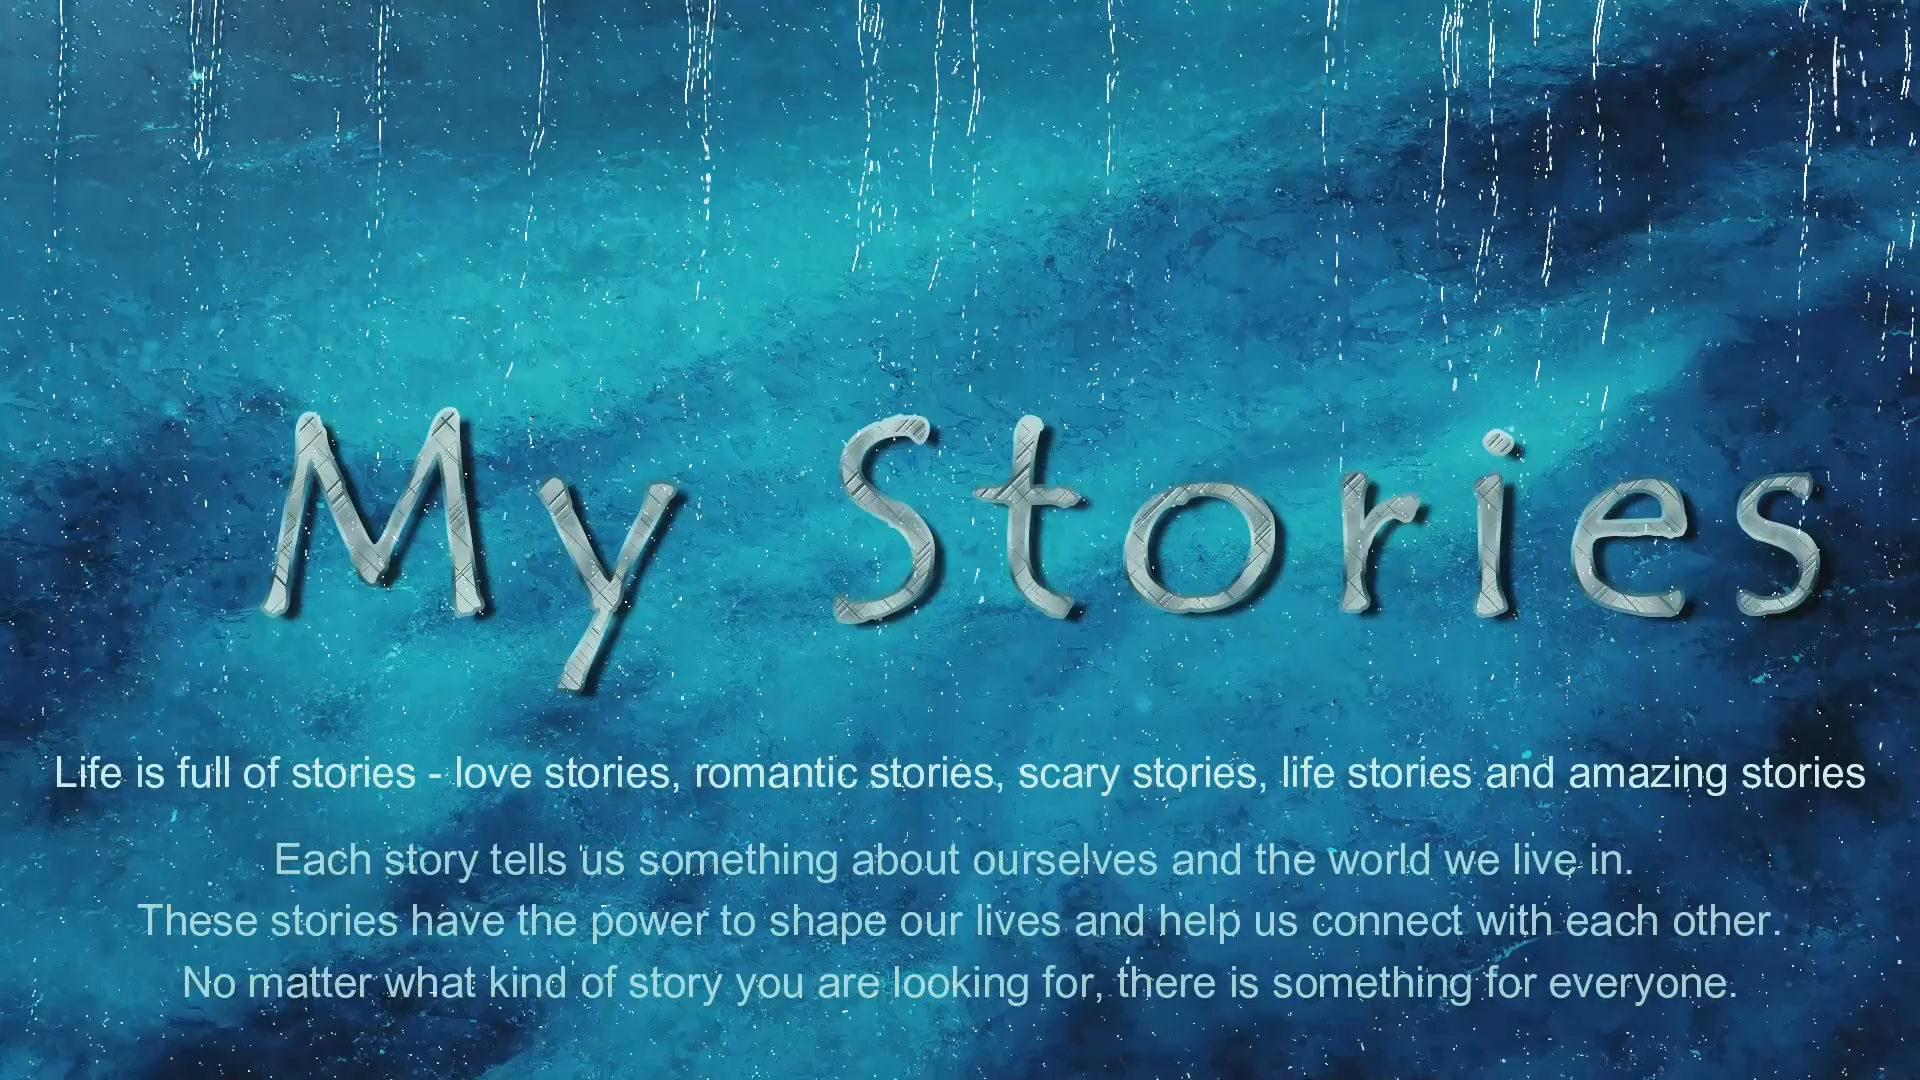 My Stories
Life is full of stories - love stories, romantic stories, scary stories, life stories and amazing stories
Each story tells us something about ourselves and the world we live in.
These stories have the power to shape our lives and help us connect with each other.
No matter what kind of story you are looking for, there is something for everyone.